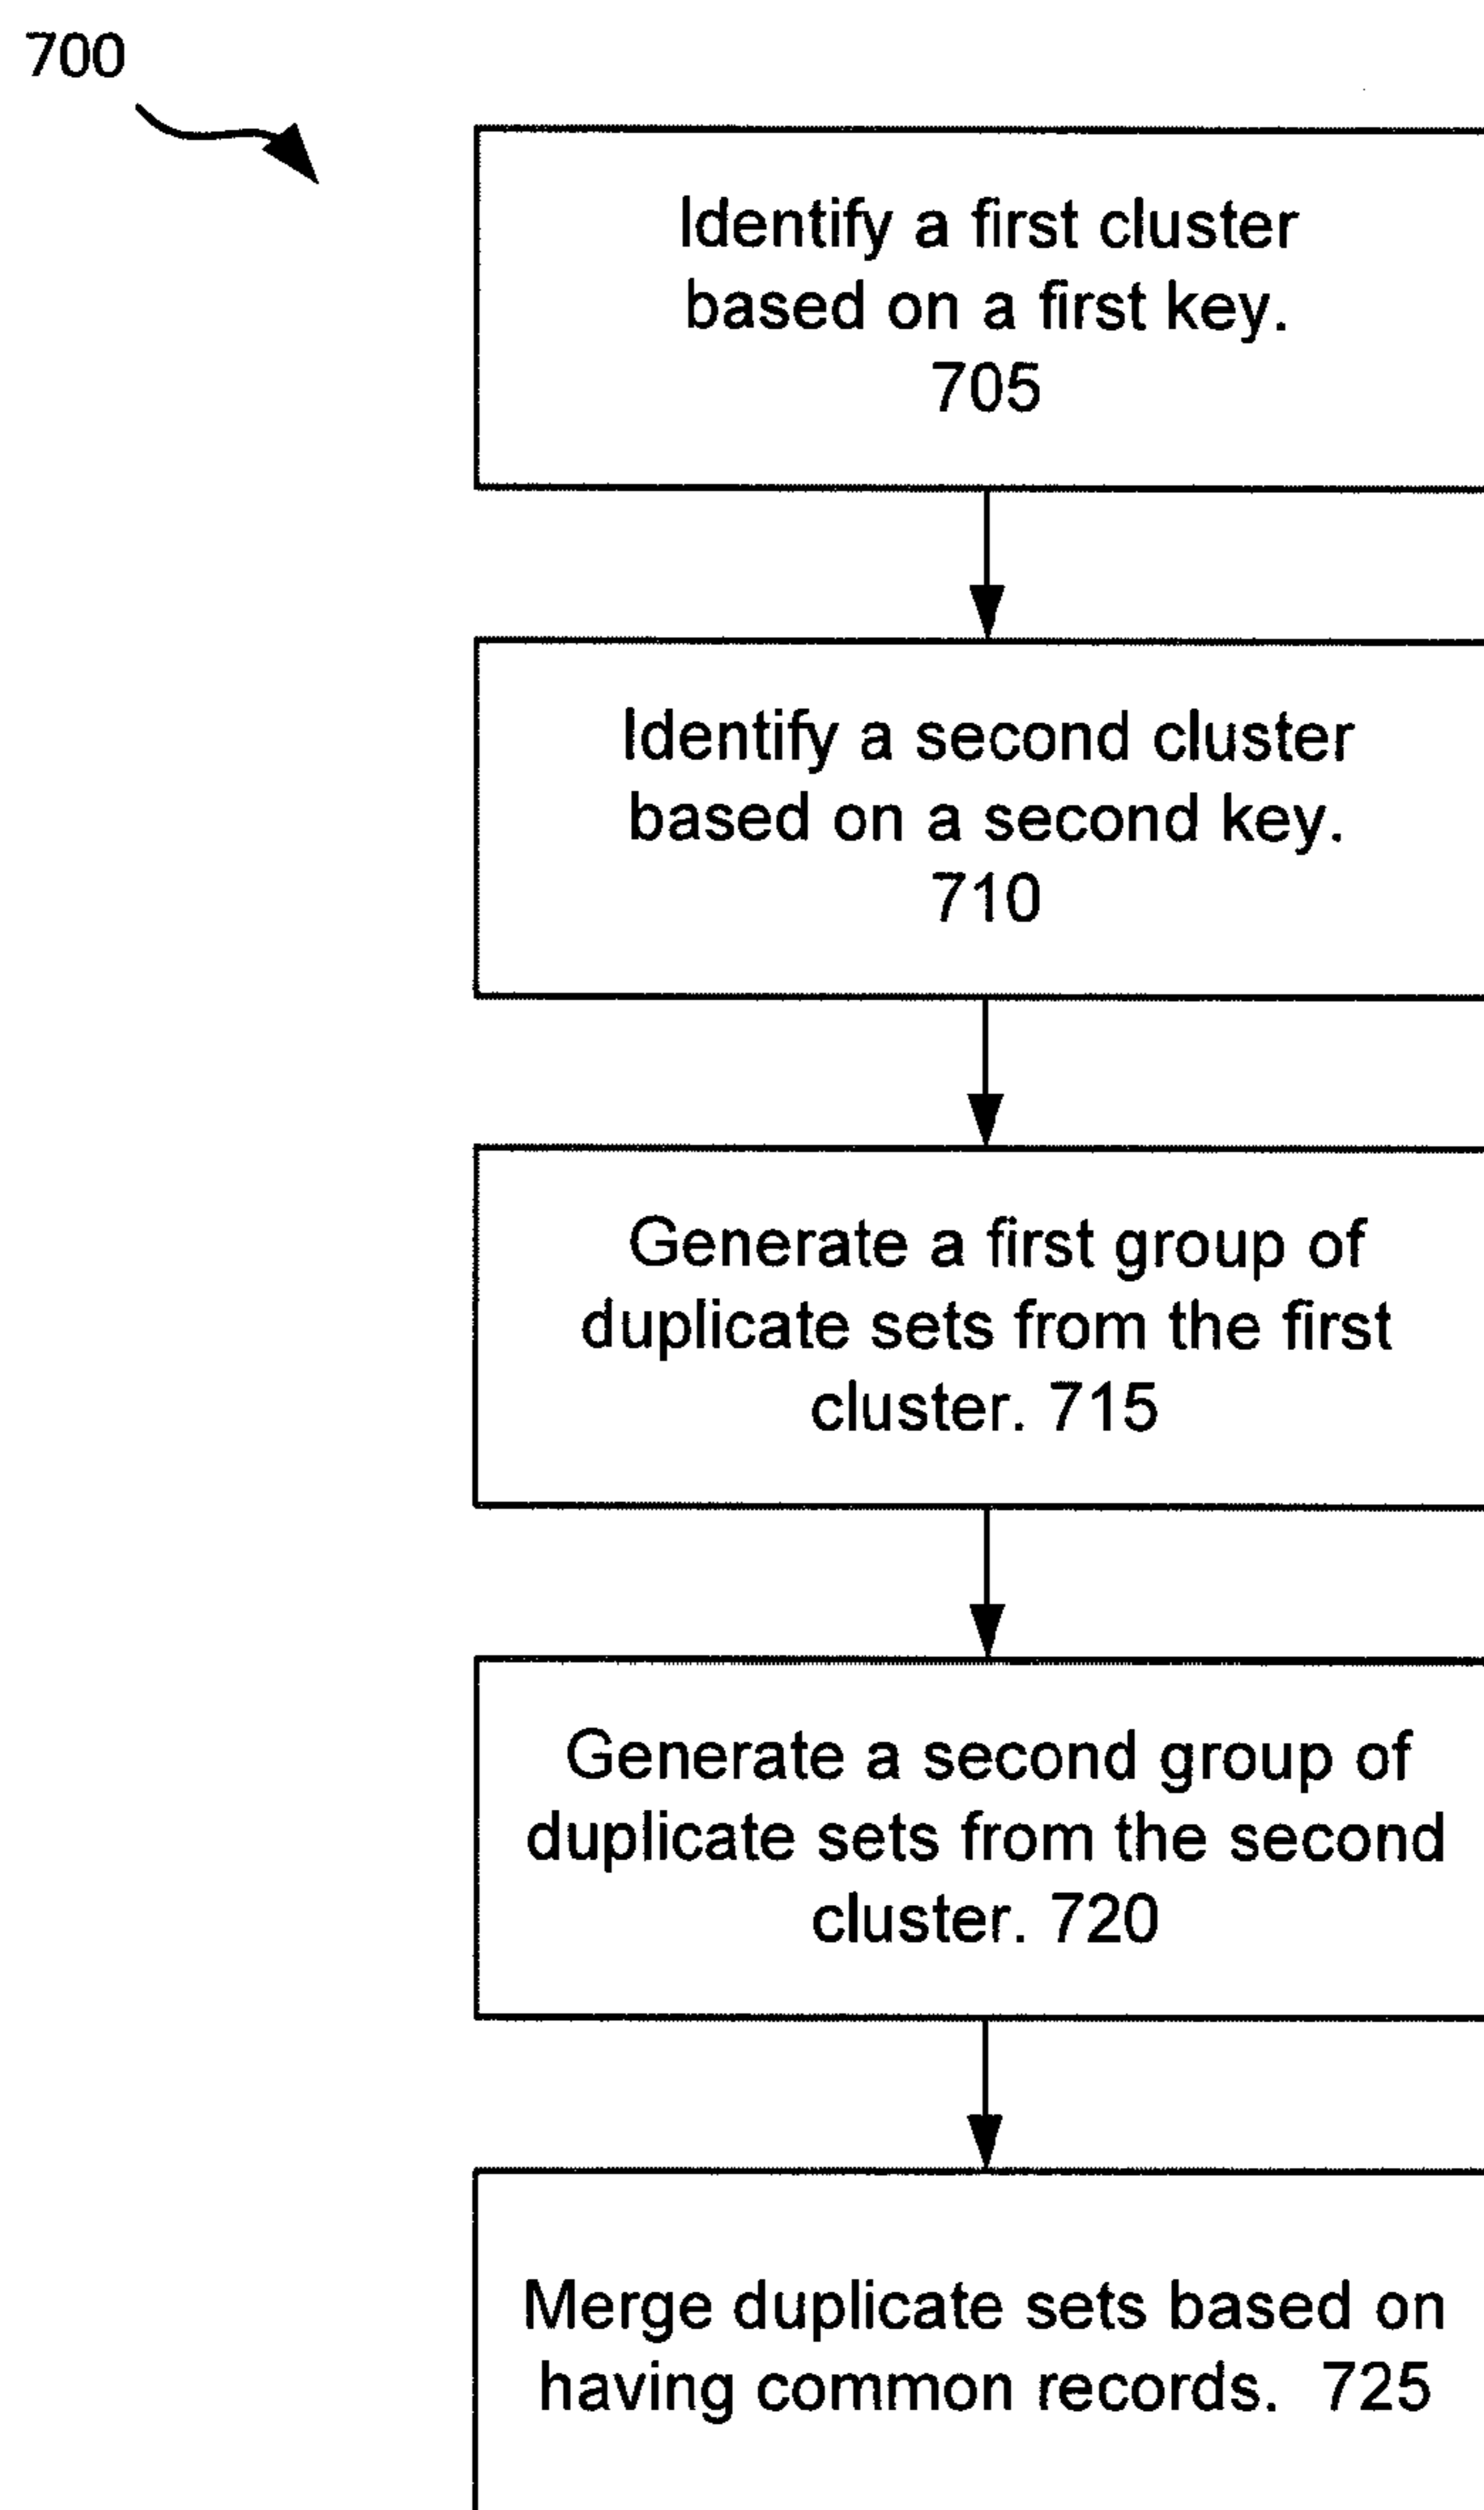 700
Identify a first cluster
based on a first key.
705
Identify a second cluster
based on a second key.
710
Generate a first group of
duplicate sets from the first
cluster. 715
Generate a second group of
duplicate sets from the second
cluster. 720
Merge duplicate sets based on
having common records. 725